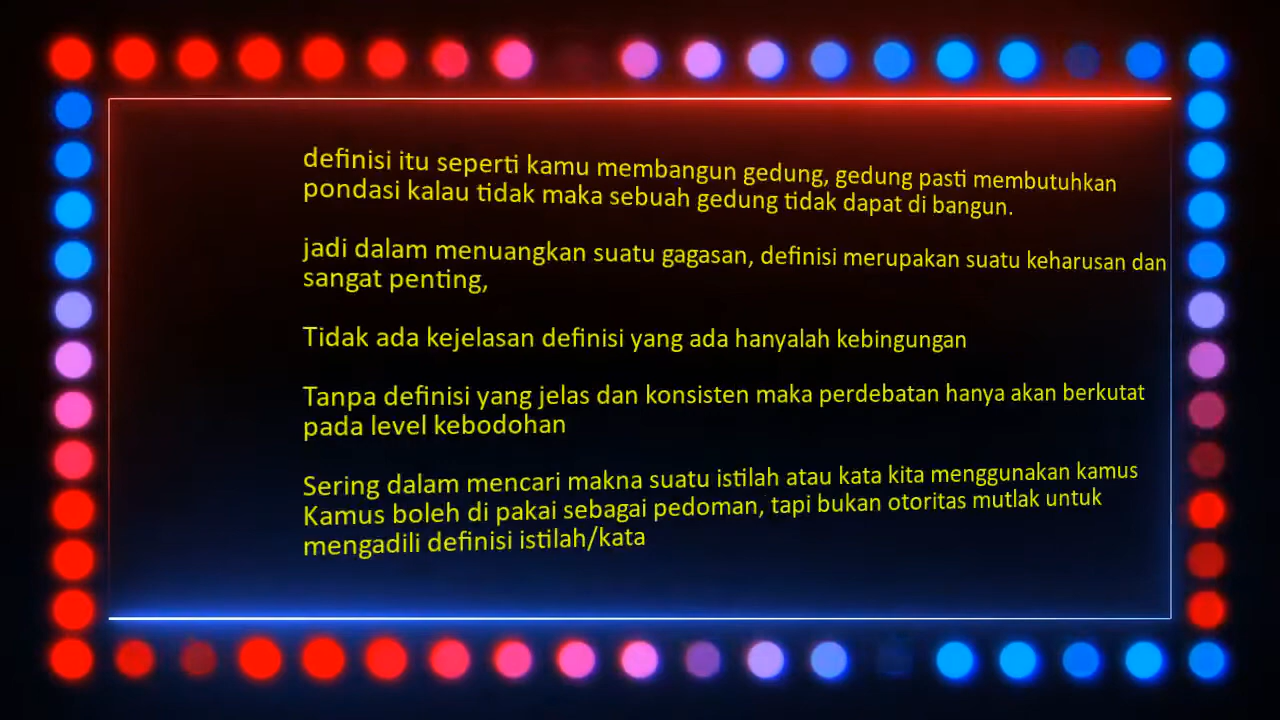 definisi itu seperti kamu membangun gedung, gedung pasti membutuhkan
pondasi kalau tidak maka sebuah gedung tidak dapat di bangun.
jadi dalam menuangkan suatu gagasan, definisi merupakan suatu keharusan dan
sangat penting,
Tidak ada kejelasan definisi yang ada hanyalah kebingungan
Tanpa definisi yang jelas dan konsisten maka perdebatan hanya akan berkutat
pada level kebodohan
Sering dalam mencari makna suatu istilah atau kata kita menggunakan kamus
Kamus boleh di pakai sebagai pedoman, tapi bukan otoritas mutlak untuk
mengadili definisi istilah/kata